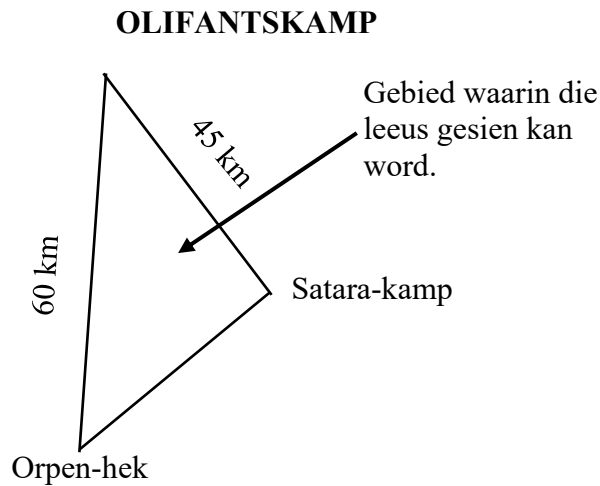 OLIFANTSKAMP
Gebied waarin die
leeus gesien kan
word.
45 km
60 km
Satara-kamp
Orpen-hek